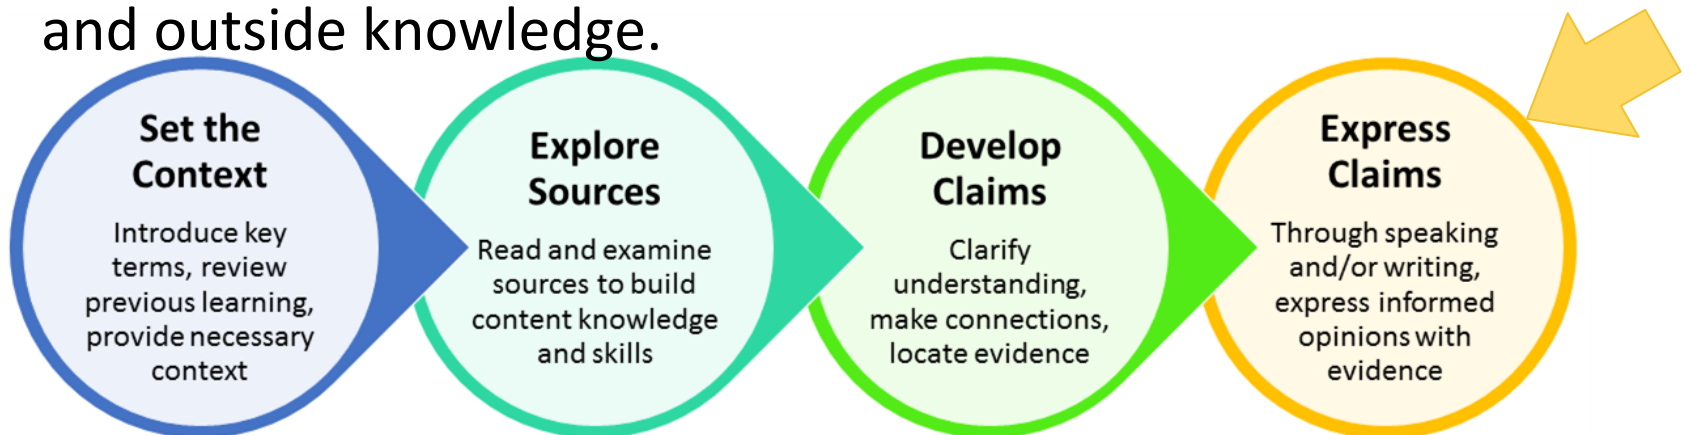 and outside knowledge.
Set the
Context
Introduce key
terms, review
previous learning,
provide necessary
context
Explore
Sources
Read and examine
sources to build
content knowledge
and skills
Develop
Claims
Clarify
understanding,
make connections,
locate evidence
Express
Claims
Through speaking
and/or writing,
express informed
opinions with
evidence